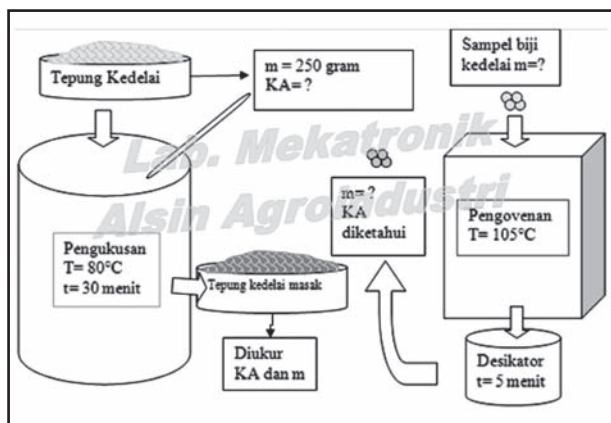 Tepung Kedelai
m = 250 gram
KA= ?
Sampel biji
kedelai m=?
Lab. Mekatronik
Alsin Agroindustri
Pengukusan
T= 80°C
t= 30 menit
Tepung kedelai masak
Diukur
KA dan m
m= ?
KA
diketahui
Pengovenan
T= 105°C
Desikator
t= 5 menit